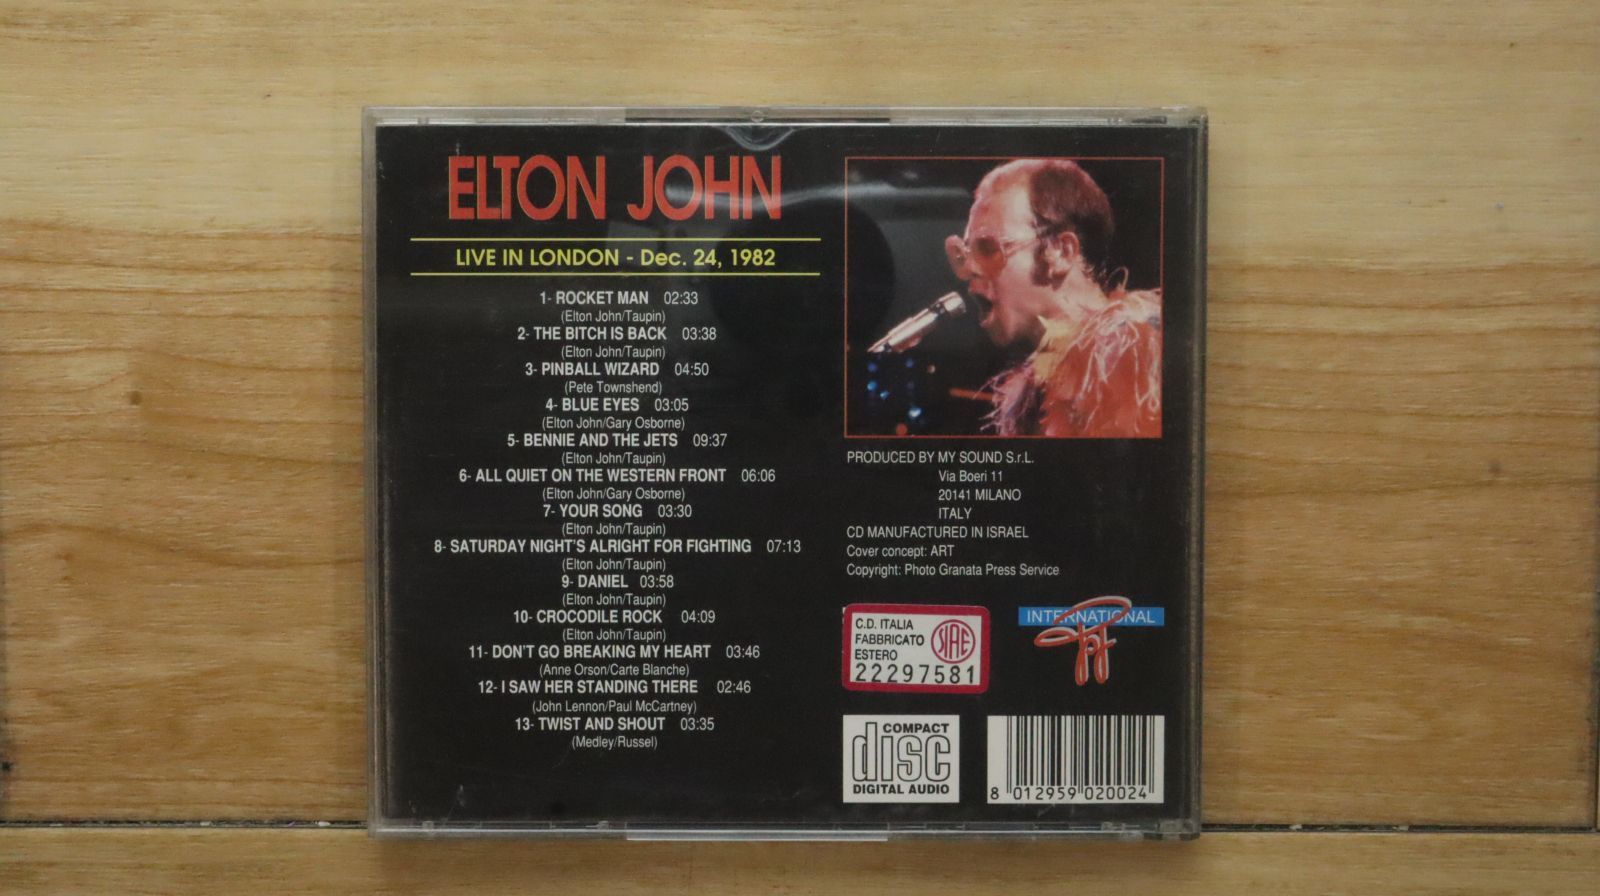 ELTON JOHN
LIVE IN LONDON - Dec. 24, 1982
1- ROCKET MAN 02:33
(Elton John/Taupin)
2- THE BITCH IS BACK 03:38
(Elton John/Taupin)
3- PINBALL WIZARD 04:50
(Pete Townshend)
4- BLUE EYES 03:05
(Elton John/Gary Osborne)
5- BENNIE AND THE JETS 09:37
(Elton John/Taupin)
6- ALL QUIET ON THE WESTERN FRONT 06:06
(Elton John/Gary Osborne)
7- YOUR SONG 03:30
(Elton John/Taupin)
8- SATURDAY NIGHT'S ALRIGHT FOR FIGHTING 07:13
(Elton John/Taupin)
9- DANIEL 03:58
(Elton John/Taupin)
10- CROCODILE ROCK 04:09
(Elton John/Taupin)
11- DON'T GO BREAKING MY HEART 03:46
(Anne Orson/Carte Blanche)
12- I SAW HER STANDING THERE 02:46
(John Lennon/Paul McCartney)
13- TWIST AND SHOUT 03:35
(Medley/Russel)
PRODUCED BY MY SOUND S.r.L.
Via Boeri 11
20141 MILANO
ITALY
CD MANUFACTURED IN ISRAEL
Cover concept: ART
Copyright: Photo Granata Press Service
C.D. ITALIA
FABBRICATO
ESTERO
SIAE
22297581
INTERNATIONAL
COMPACT
disc
DIGITAL AUDIO
8 012959 020024